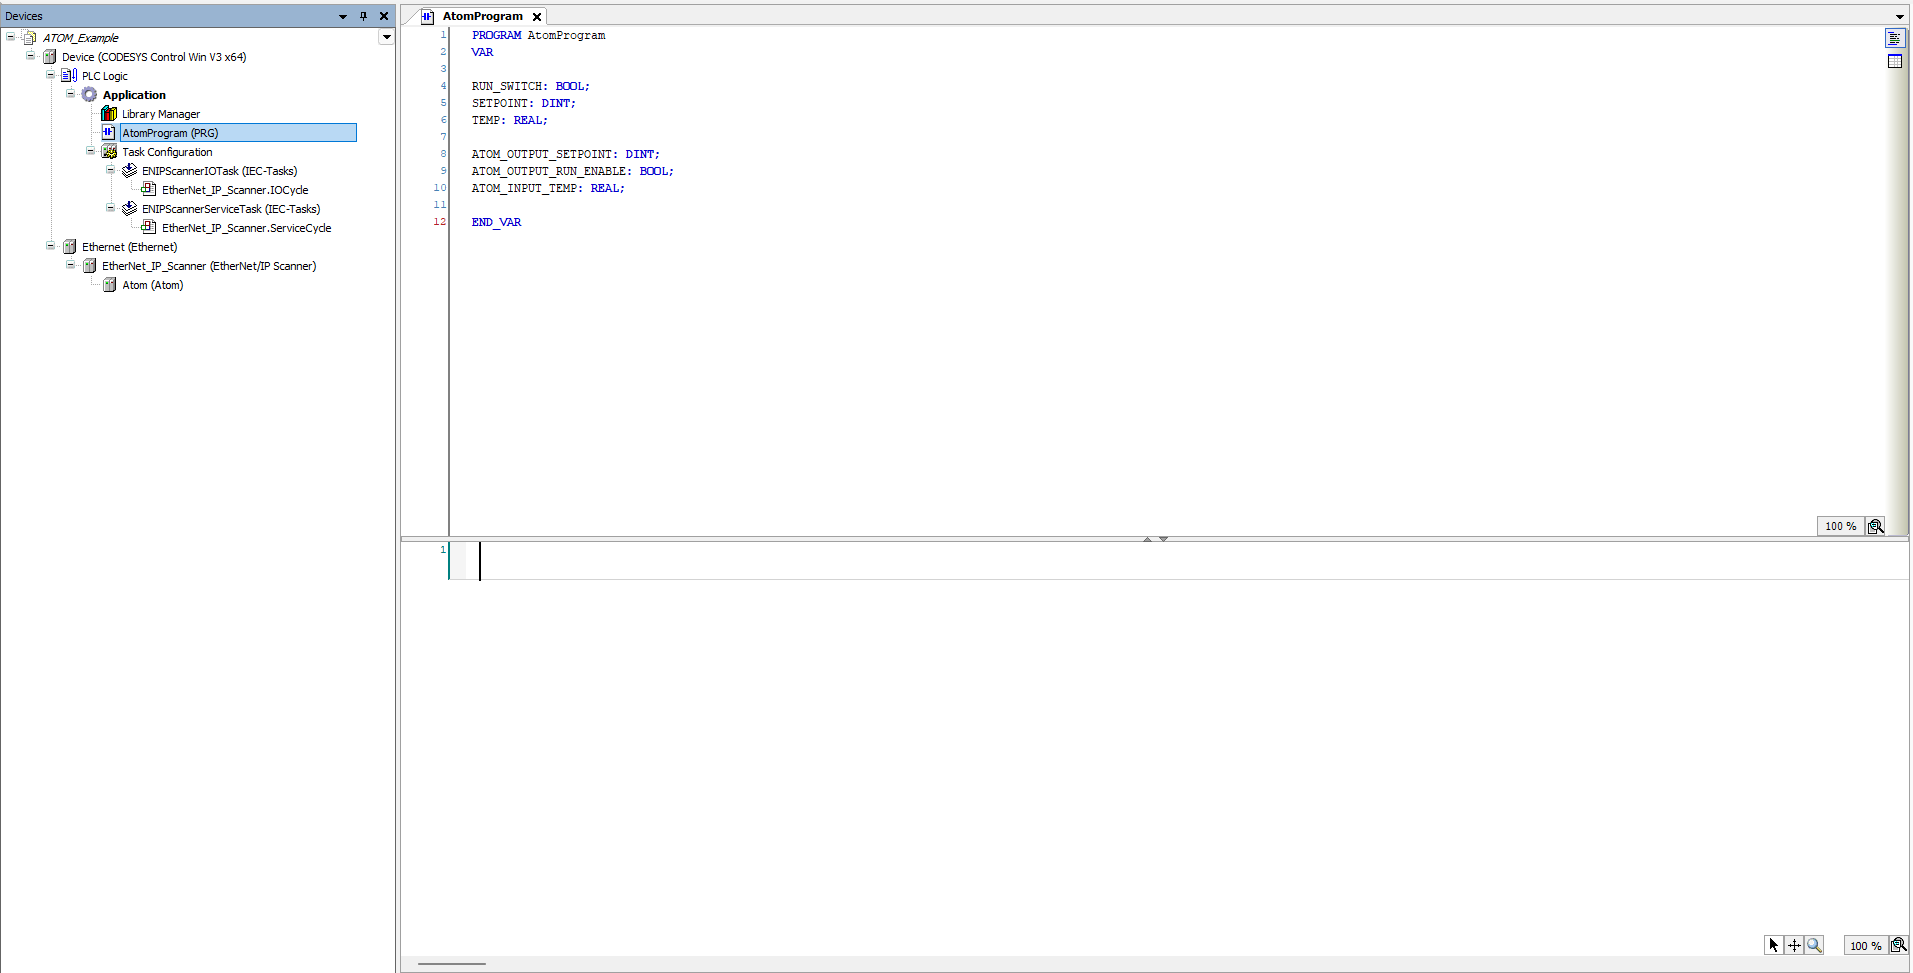 Devices
ATOM_Example
Device (CODESYS Control Win V3 x64)
PLC Logic
Application
Library Manager
AtomProgram (PRG)
Task Configuration
ENIPScannerIOTask (IEC-Tasks)
EtherNet_IP_Scanner.IOCycle
ENIPScannerServiceTask (IEC-Tasks)
EtherNet_IP_Scanner.ServiceCycle
Ethernet (Ethernet)
EtherNet_IP_Scanner (EtherNet/IP Scanner)
Atom (Atom)
AtomProgram
1 PROGRAM AtomProgram
2 VAR
3
4 RUN_SWITCH: BOOL;
5 SETPOINT: DINT;
6 TEMP: REAL;
7
8 ATOM_OUTPUT_SETPOINT: DINT;
9 ATOM_OUTPUT_RUN_ENABLE: BOOL;
10 ATOM_INPUT_TEMP: REAL;
11
12 END_VAR
100 %
1
100 %